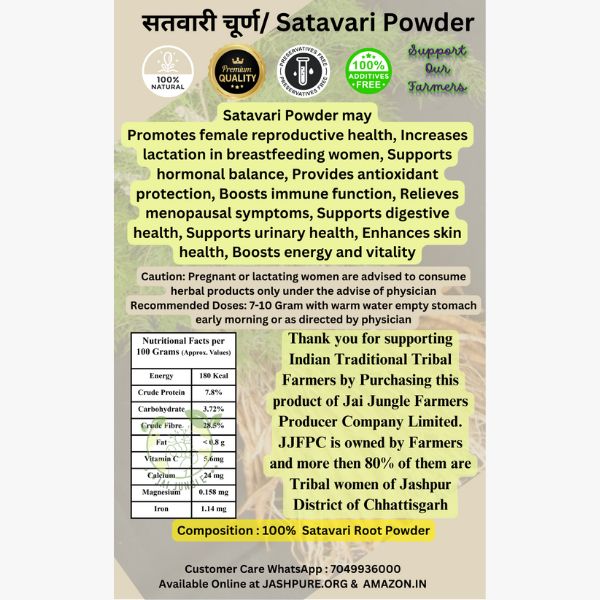 सतवारी चूर्ण/ Satavari Powder
100%
NATURAL
Premium
QUALITY
PRESERVATIVES FREE
PRESERVATIVES FREE
100%
ADDITIVES
FREE
Support
Our
Farmers
Satavari Powder may
Promotes female reproductive health, Increases
lactation in breastfeeding women, Supports
hormonal balance, Provides antioxidant
protection, Boosts immune function, Relieves
menopausal symptoms, Supports digestive
health, Supports urinary health, Enhances skin
health, Boosts energy and vitality
Caution: Pregnant or lactating women are advised to consume
herbal products only under the advise of physician
Recommended Doses: 7-10 Gram with warm water empty stomach
early morning or as directed by physician
Nutritional Facts per
100 Grams (Approx. Values)
Energy 180 Kcal
Crude Protein 7.8%
Carbohydrate 3.72%
Crude Fibre 28.5%
Fat < 0.8 g
Vitamin C 5.6mg
Calcium 24 mg
Magnesium 0.158 mg
Iron 1.14 mg
JAI JUNGLE
Thank you for supporting
Indian Traditional Tribal
Farmers by Purchasing this
product of Jai Jungle Farmers
Producer Company Limited.
JJFPC is owned by Farmers
and more then 80% of them are
Tribal women of Jashpur
District of Chhattisgarh
Composition : 100% Satavari Root Powder
Customer Care WhatsApp : 7049936000
Available Online at JASHPURE.ORG & AMAZON.IN